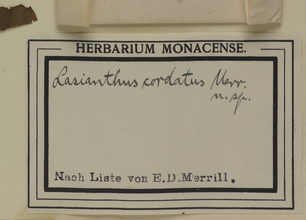 HERBARIUM MONACENSE.
Lasianthus cordatus Merr.
n. sp.
Nach Liste von E.D.Merrill.